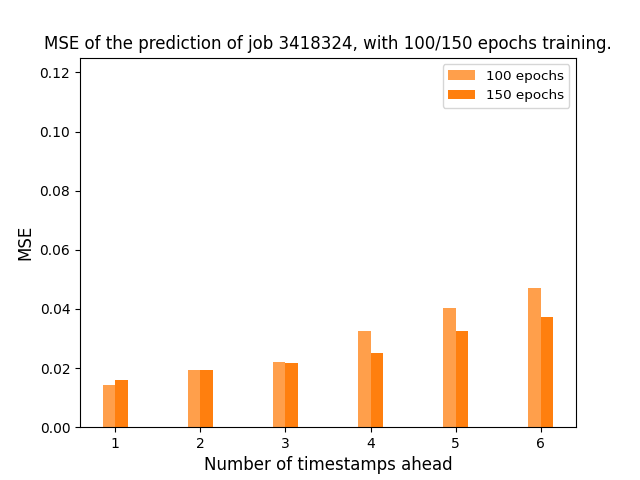 MSE of the prediction of job 3418324, with 100/150 epochs training.
100 epochs
150 epochs
0.12
0.10
0.08
0.06
0.04
0.02
0.00
MSE
1 2 3 4 5 6
Number of timestamps ahead